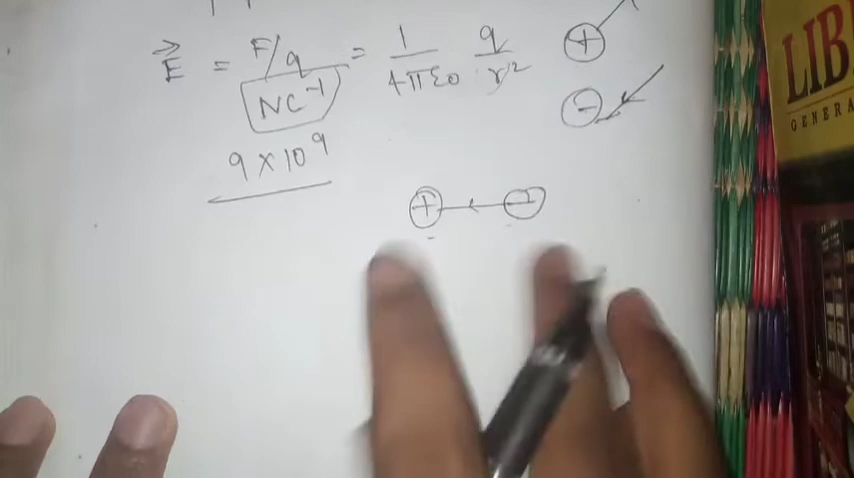 E⃗ = F/q = 1/4πε0 q/r²
NC⁻¹
9 × 10⁹
+
-
+ -
LIB
GENERA